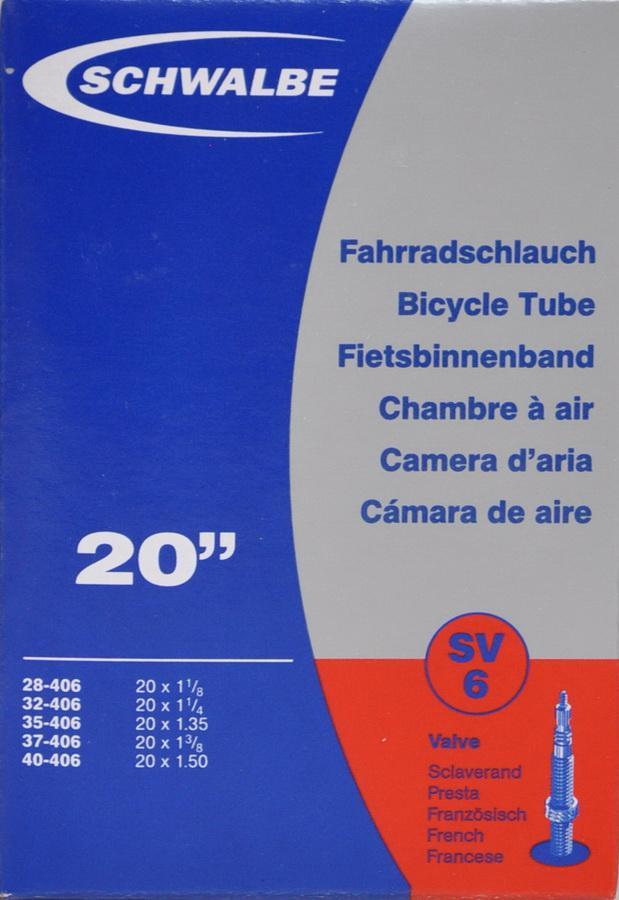 SCHWALBE
Fahrradschlauch
Bicycle Tube
Fietsbinnenband
Chambre à air
Camera d'aria
Cámara de aire
20”
28-406 20 x 1 1/8
32-406 20 x 1 1/4
35-406 20 x 1.35
37-406 20 x 1 3/8
40-406 20 x 1.50
SV
6
Valve
Sclaverand
Presta
Französisch
French
Francese